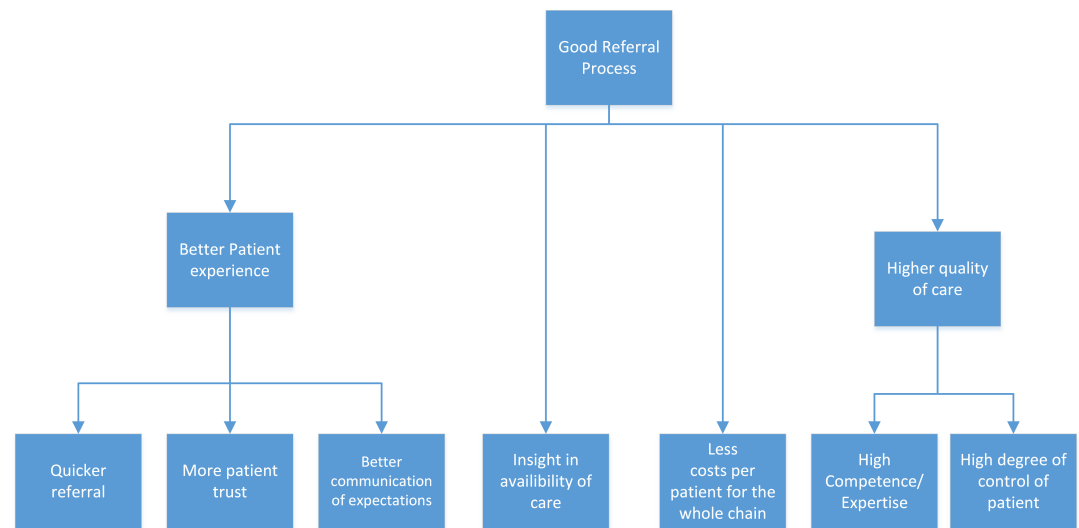 Good Referral
Process
Better Patient
experience
Higher quality
of care
Quicker
referral
More patient
trust
Better
communication
of expectations
Insight in
availibility of
care
Less
costs per
patient for the
whole chain
High
Competence/
Expertise
High degree of
control of
patient